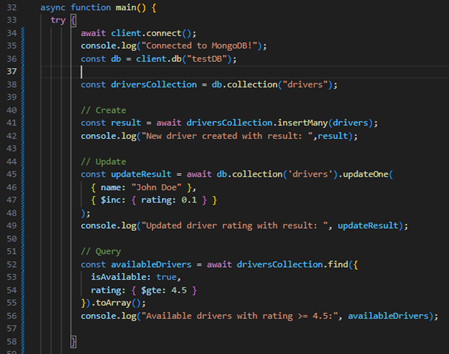 32 async function main() {
33 try {
34 await client.connect();
35 console.log("Connected to MongoDB!");
36 const db = client.db("testDB");
37
38 const driversCollection = db.collection("drivers");
39
40 // Create
41 const result = await driversCollection.insertMany(drivers);
42 console.log("New driver created with result: ",result);
43
44 // Update
45 const updateResult = await db.collection('drivers').updateOne(
46 { name: "John Doe" },
47 { $inc: { rating: 0.1 } }
48 );
49 console.log("Updated driver rating with result: ", updateResult);
50
51 // Query
52 const availableDrivers = await driversCollection.find({
53 isAvailable: true,
54 rating: { $gte: 4.5 }
55 }).toArray();
56 console.log("Available drivers with rating >= 4.5:", availableDrivers);
57
58 }